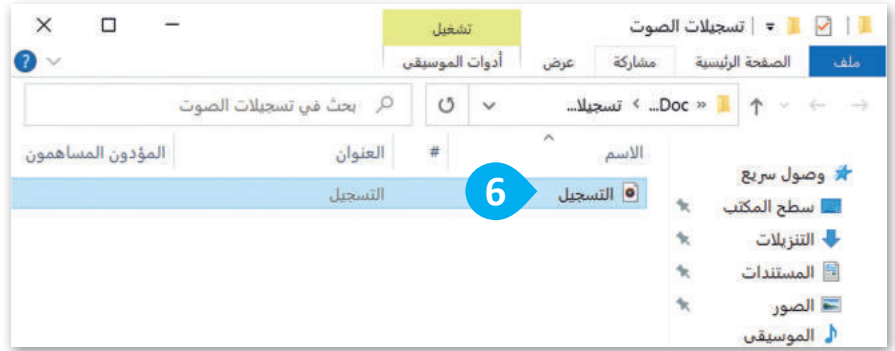 تسجيلات الصوت
تشغيل
ملف الصفحة الرئيسية مشاركة عرض أدوات الموسيقى ?
Doc... « تسجيلا...
بحث في تسجيلات الصوت
وصول سريع
سطح المكتب
التنزيلات
المستندات
الصور
الموسيقى
الاسم # العنوان المؤدون المساهمون
التسجيل 6 التسجيل